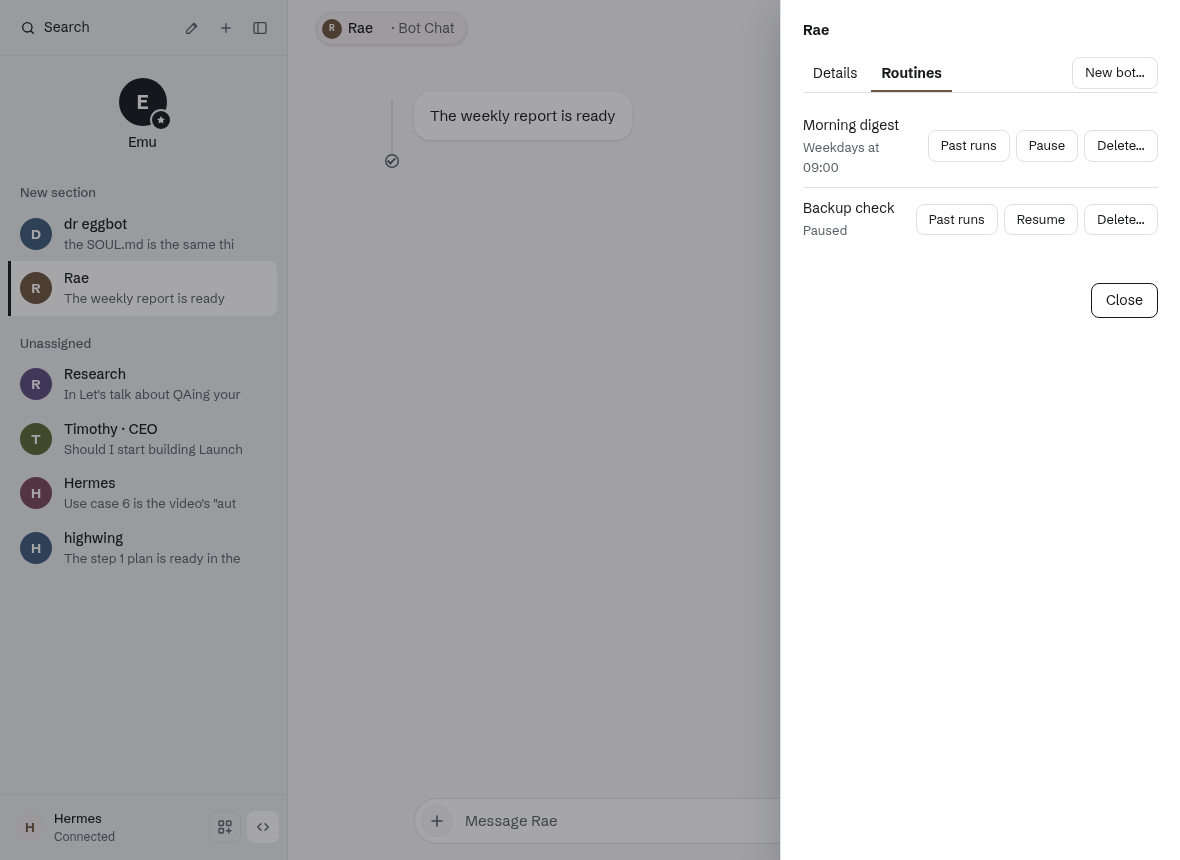 Search
E
Emu
New section
D
dr eggbot
the SOUL.md is the same thi
R
Rae
The weekly report is ready
Unassigned
R
Research
In Let's talk about QAing your
T
Timothy · CEO
Should I start building Launch
H
Hermes
Use case 6 is the video's "aut
H
highwing
The step 1 plan is ready in the
H
Hermes
Connected
R
Rae · Bot Chat
The weekly report is ready
Message Rae
Rae
Details Routines New bot...
Morning digest
Weekdays at
09:00
Past runs Pause Delete...
Backup check
Paused
Past runs Resume Delete...
Close